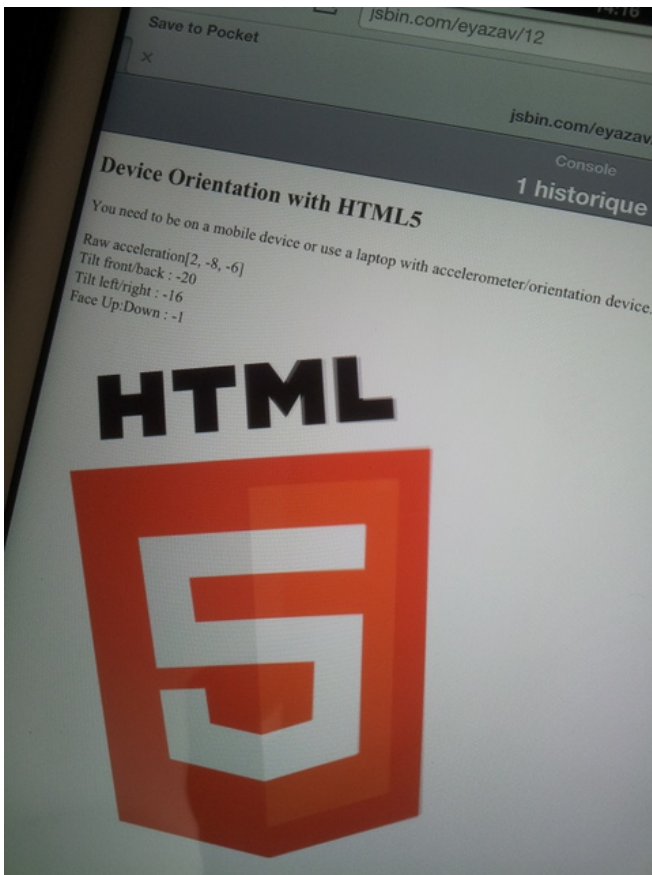 14:16
Save to Pocket
jsbin.com/eyazav/12
jsbin.com/eyazav
Console
1 historique
Device Orientation with HTML5
You need to be on a mobile device or use a laptop with accelerometer/orientation device.
Raw acceleration[2, -8, -6]
Tilt front/back : -20
Tilt left/right : -16
Face Up:Down : -1
HTML
5